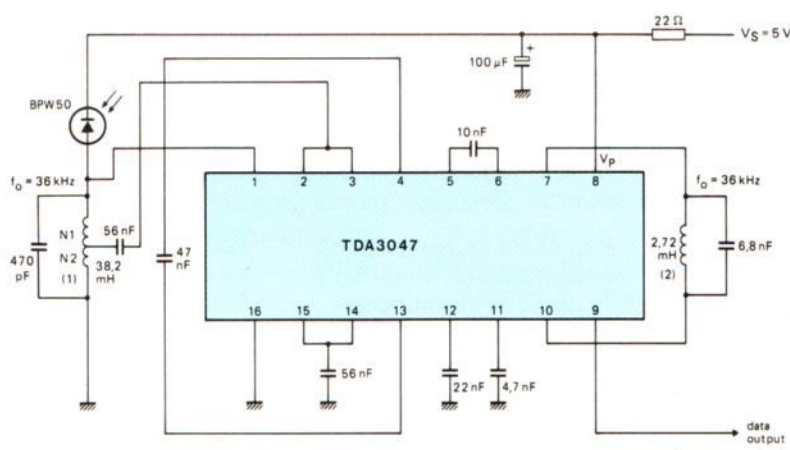 22 Ω
V_S = 5 V
100 µF
+
BPW50
10 nF
V_P
f_o = 36 kHz
f_o = 36 kHz
1
2
3
4
5
6
7
8
N1
56 nF
470 pF
N2
38,2 mH
(1)
47 nF
TDA3047
2,72 mH
(2)
6,8 nF
16
15
14
13
12
11
10
9
56 nF
22 nF
4,7 nF
data output